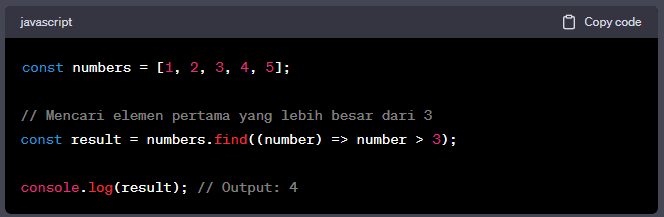 javascript
Copy code
const numbers = [1, 2, 3, 4, 5];
// Mencari elemen pertama yang lebih besar dari 3
const result = numbers.find((number) => number > 3);
console.log(result); // Output: 4